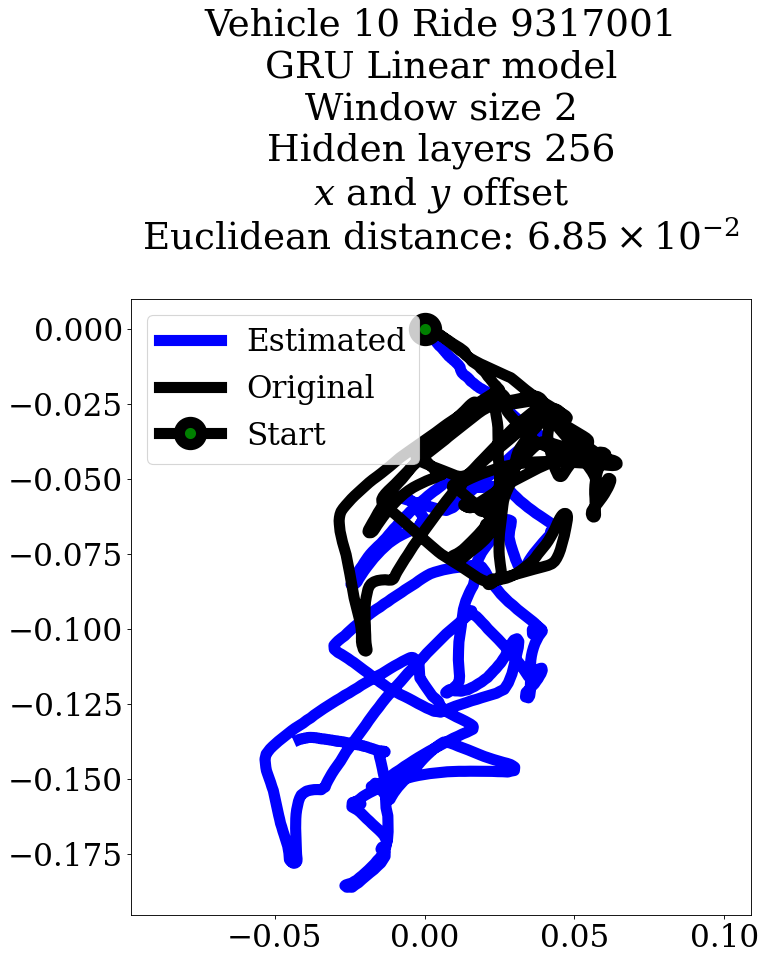 Vehicle 10 Ride 9317001
GRU Linear model
Window size 2
Hidden layers 256
x and y offset
Euclidean distance: 6.85 × 10⁻²
Estimated
Original
Start
0.000
−0.025
−0.050
−0.075
−0.100
−0.125
−0.150
−0.175
−0.05 0.00 0.05 0.10